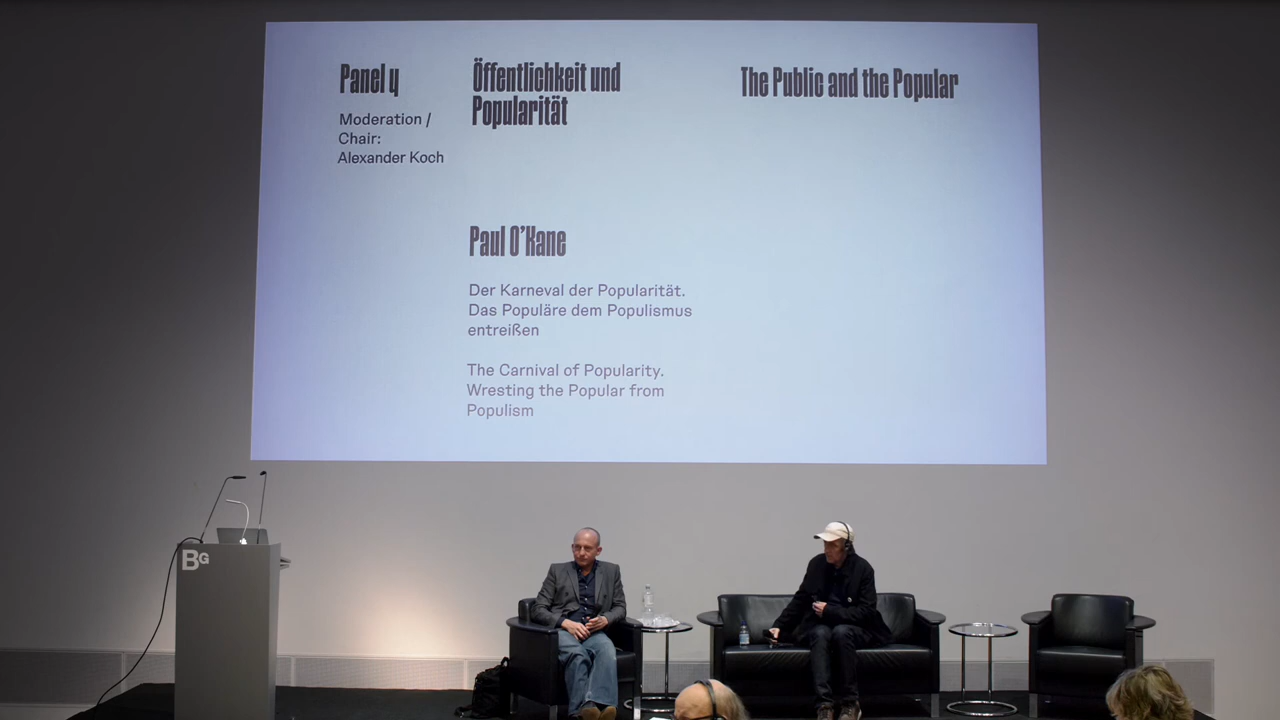 Panel 4
Moderation /
Chair:
Alexander Koch
Öffentlichkeit und
Popularität
The Public and the Popular
Paul O'Kane
Der Karneval der Popularität.
Das Populäre dem Populismus
entreißen
The Carnival of Popularity.
Wresting the Popular from
Populism
BG